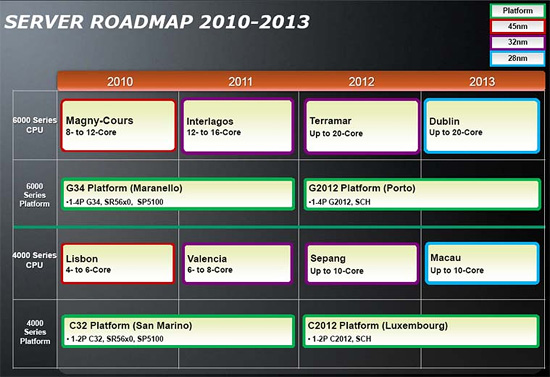 SERVER ROADMAP 2010-2013
Platform
45nm
32nm
28nm
2010
2011
2012
2013
6000 Series
CPU
Magny-Cours
8- to 12-Core
Interlagos
12- to 16-Core
Terramar
Up to 20-Core
Dublin
Up to 20-Core
6000
Series
Platform
G34 Platform (Maranello)
•1-4P G34, SR56x0, SP5100
G2012 Platform (Porto)
•1-4P G2012, SCH
4000 Series
CPU
Lisbon
4- to 6-Core
Valencia
6- to 8-Core
Sepang
Up to 10-Core
Macau
Up to 10-Core
4000
Series
Platform
C32 Platform (San Marino)
• 1-2P C32, SR56x0, SP5100
C2012 Platform (Luxembourg)
• 1-2P C2012, SCH